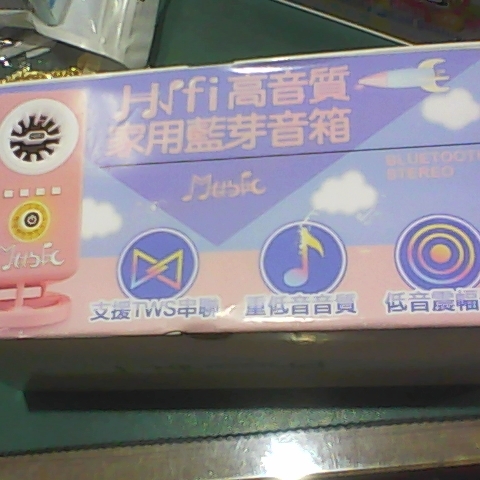 Hifi高音質
家用藍芽音箱
BLUETOOTH
STEREO
Music
Music
支援TWS串聯
重低音音質
低音震幅